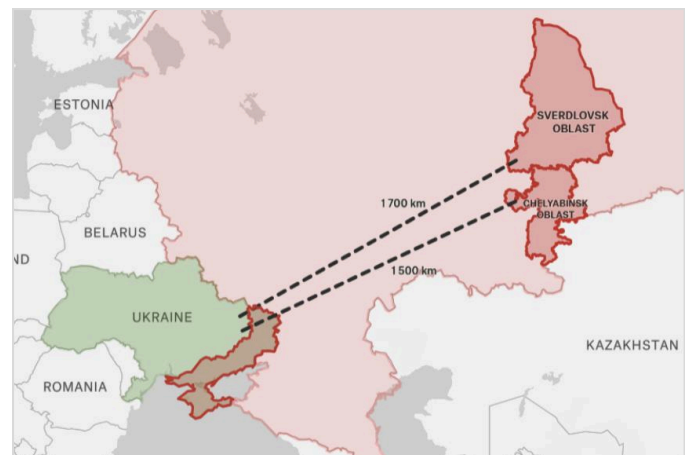 ESTONIA
SVERDLOVSK
OBLAST
1700 km
CHELYABINSK
OBLAST
BELARUS
ND
1500 km
UKRAINE
KAZAKHSTAN
ROMANIA